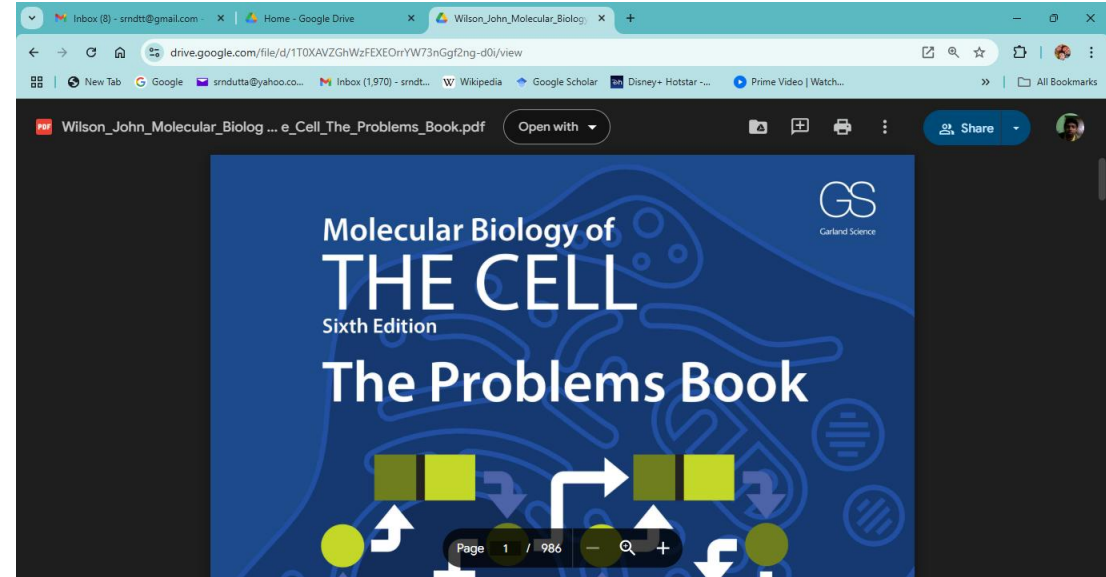 Inbox (8) - srndtt@gmail.com -
Home - Google Drive
Wilson_John_Molecular_Biolog
drive.google.com/file/d/1T0XAVZGhWzFEXEOrrYW73nGgf2ng-d0i/view
New Tab
Google
srndutta@yahoo.co...
Inbox (1,970) - srndt...
Wikipedia
Google Scholar
Disney+ Hotstar -...
Prime Video | Watch...
»
All Bookmarks
PDF
Wilson_John_Molecular_Biolog ... e_Cell_The_Problems_Book.pdf
Open with
Share
GS
Garland Science
Molecular Biology of
THE CELL
Sixth Edition
The Problems Book
Page 1 / 986